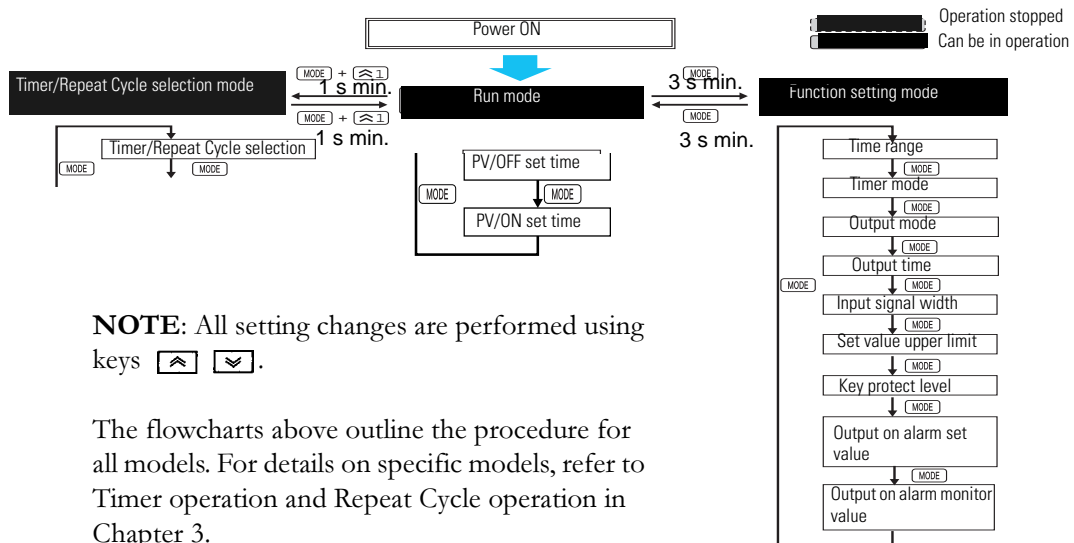 Power ON
Operation stopped
Can be in operation
Timer/Repeat Cycle selection mode
MODE + 1
1 s min.
MODE + 1
1 s min.
Run mode
MODE
3 s min.
MODE
3 s min.
Function setting mode
Timer/Repeat Cycle selection
MODE
MODE
PV/OFF set time
MODE
MODE
PV/ON set time
Time range
MODE
Timer mode
MODE
Output mode
MODE
Output time
MODE
MODE
Input signal width
MODE
Set value upper limit
MODE
Key protect level
MODE
Output on alarm set
value
MODE
Output on alarm monitor
value
NOTE: All setting changes are performed using
keys .
The flowcharts above outline the procedure for
all models. For details on specific models, refer to
Timer operation and Repeat Cycle operation in
Chapter 3.